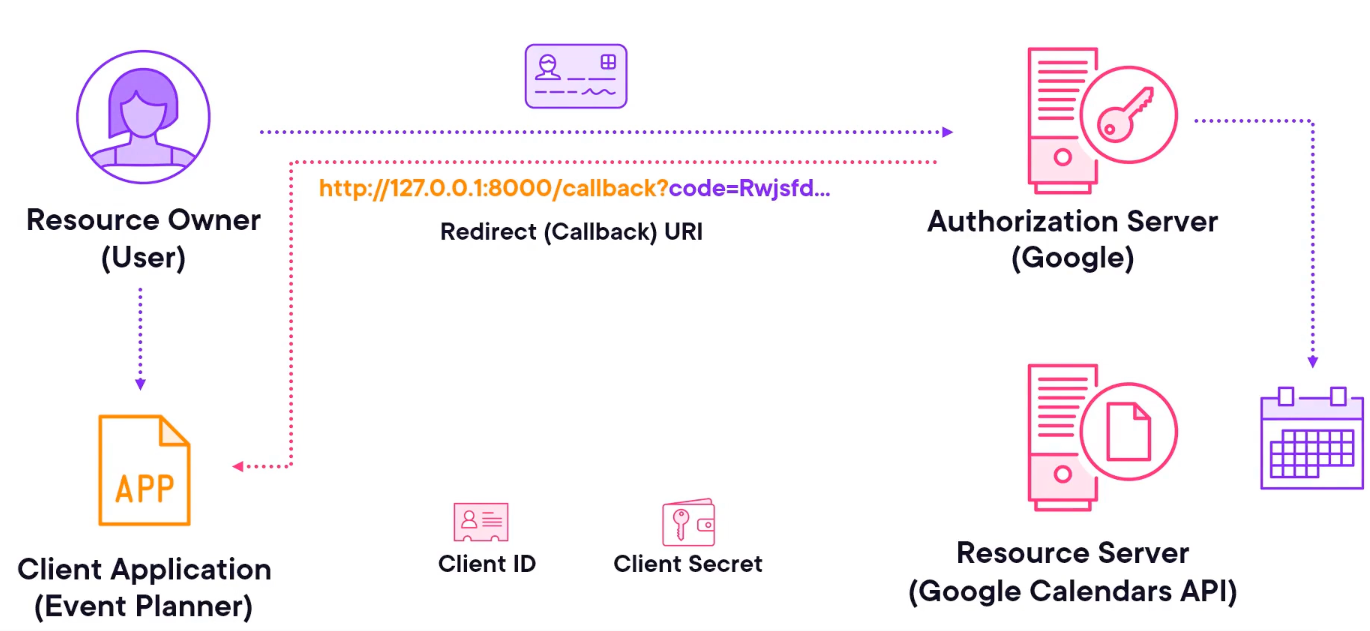 http://127.0.0.1:8000/callback?code=Rwjsfd...
Redirect (Callback) URI
Resource Owner
(User)
Authorization Server
(Google)
APP
Client Application
(Event Planner)
Client ID
Client Secret
Resource Server
(Google Calendars API)